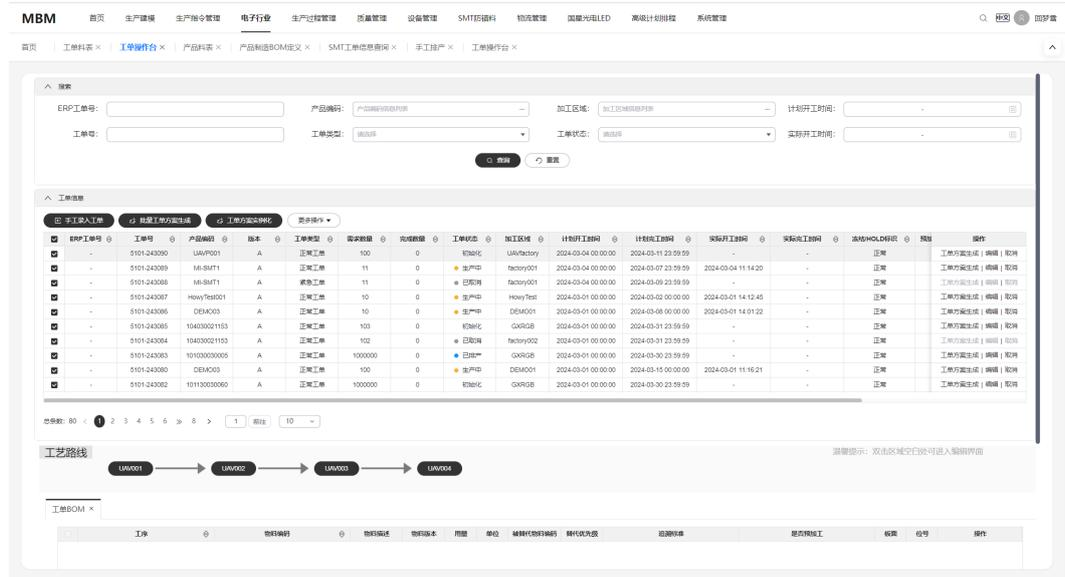 MBM 首页 生产建模 生产指令管理 电子行业 生产过程管理 质量管理 设备管理 SMT防错料 物流管理 国星光电LED 高级计划排程 系统管理 中文
首页 工单料表 × 工单操作台 × 产品料表 × 产品制造BOM定义 × SMT工单信息查询 × 手工排产 × 工单操作台 ×
搜索
ERP工单号: 产品编码: 产品编码信息列表 加工区域: 加工区域信息列表 计划开工时间: -
工单号: 工单类型: 请选择 工单状态: 请选择 实际开工时间: -
查询 重置
工单信息
手工录入工单 批量工单方案生成 工单方案实例化 更多操作
ERP工单号 工单号 产品编码 版本 工单类型 需求数量 完成数量 工单状态 加工区域 计划开工时间 计划完工时间 实际开工时间 实际完工时间 冻结/HOLD标识 预加 操作
- 5101-243090 UAVP001 A 正常工单 100 0 初始化 UAVfactory 2024-03-04 00:00:00 2024-03-11 23:59:59 - - 正常 工单方案生成 | 编辑 | 取消
- 5101-243089 MI-SMT1 A 正常工单 11 0 生产中 factory001 2024-03-04 00:00:00 2024-03-07 23:59:59 2024-03-04 11:14:20 - 正常 工单方案生成 | 编辑 | 取消
- 5101-243088 MI-SMT1 A 紧急工单 11 0 已取消 factory001 2024-03-04 00:00:00 2024-03-09 23:59:59 - - 正常 工单方案生成 | 编辑 | 取消
- 5101-243087 HowyTest001 A 正常工单 10 0 生产中 HowyTest 2024-03-01 00:00:00 2024-03-02 00:00:00 2024-03-01 14:12:45 - 正常 工单方案生成 | 编辑 | 取消
- 5101-243086 DEMO03 A 正常工单 10 0 生产中 DEMO01 2024-03-01 00:00:00 2024-03-08 00:00:00 2024-03-01 14:01:22 - 正常 工单方案生成 | 编辑 | 取消
- 5101-243085 104030021153 A 正常工单 103 0 初始化 GXRGB 2024-03-01 00:00:00 2024-03-31 23:59:59 - - 正常 工单方案生成 | 编辑 | 取消
- 5101-243084 104030021153 A 正常工单 102 0 已取消 factory002 2024-03-01 00:00:00 2024-03-31 23:59:59 - - 正常 工单方案生成 | 编辑 | 取消
- 5101-243083 101030030005 A 正常工单 1000000 0 已排产 GXRGB 2024-03-01 00:00:00 2024-03-30 23:59:59 - - 正常 工单方案生成 | 编辑 | 取消
- 5101-243080 DEMO03 A 正常工单 100 0 生产中 DEMO01 2024-03-01 00:00:00 2024-03-15 00:00:00 2024-03-01 11:16:21 - 正常 工单方案生成 | 编辑 | 取消
- 5101-243082 101130030060 A 正常工单 1000000 0 初始化 GXRGB 2024-03-01 00:00:00 2024-03-30 23:59:59 - - 正常 工单方案生成 | 编辑 | 取消
总条数: 80 < 1 2 3 4 5 6 » 8 > 1 前往 10
工艺路线 温馨提示：双击区域空白处可进入编辑界面
UAV001 UAV002 UAV003 UAV004
工单BOM ×
工序 物料编码 物料描述 物料版本 用量 单位 被替代物料编码 替代优先级 追溯标准 是否预加工 板面 位号 操作